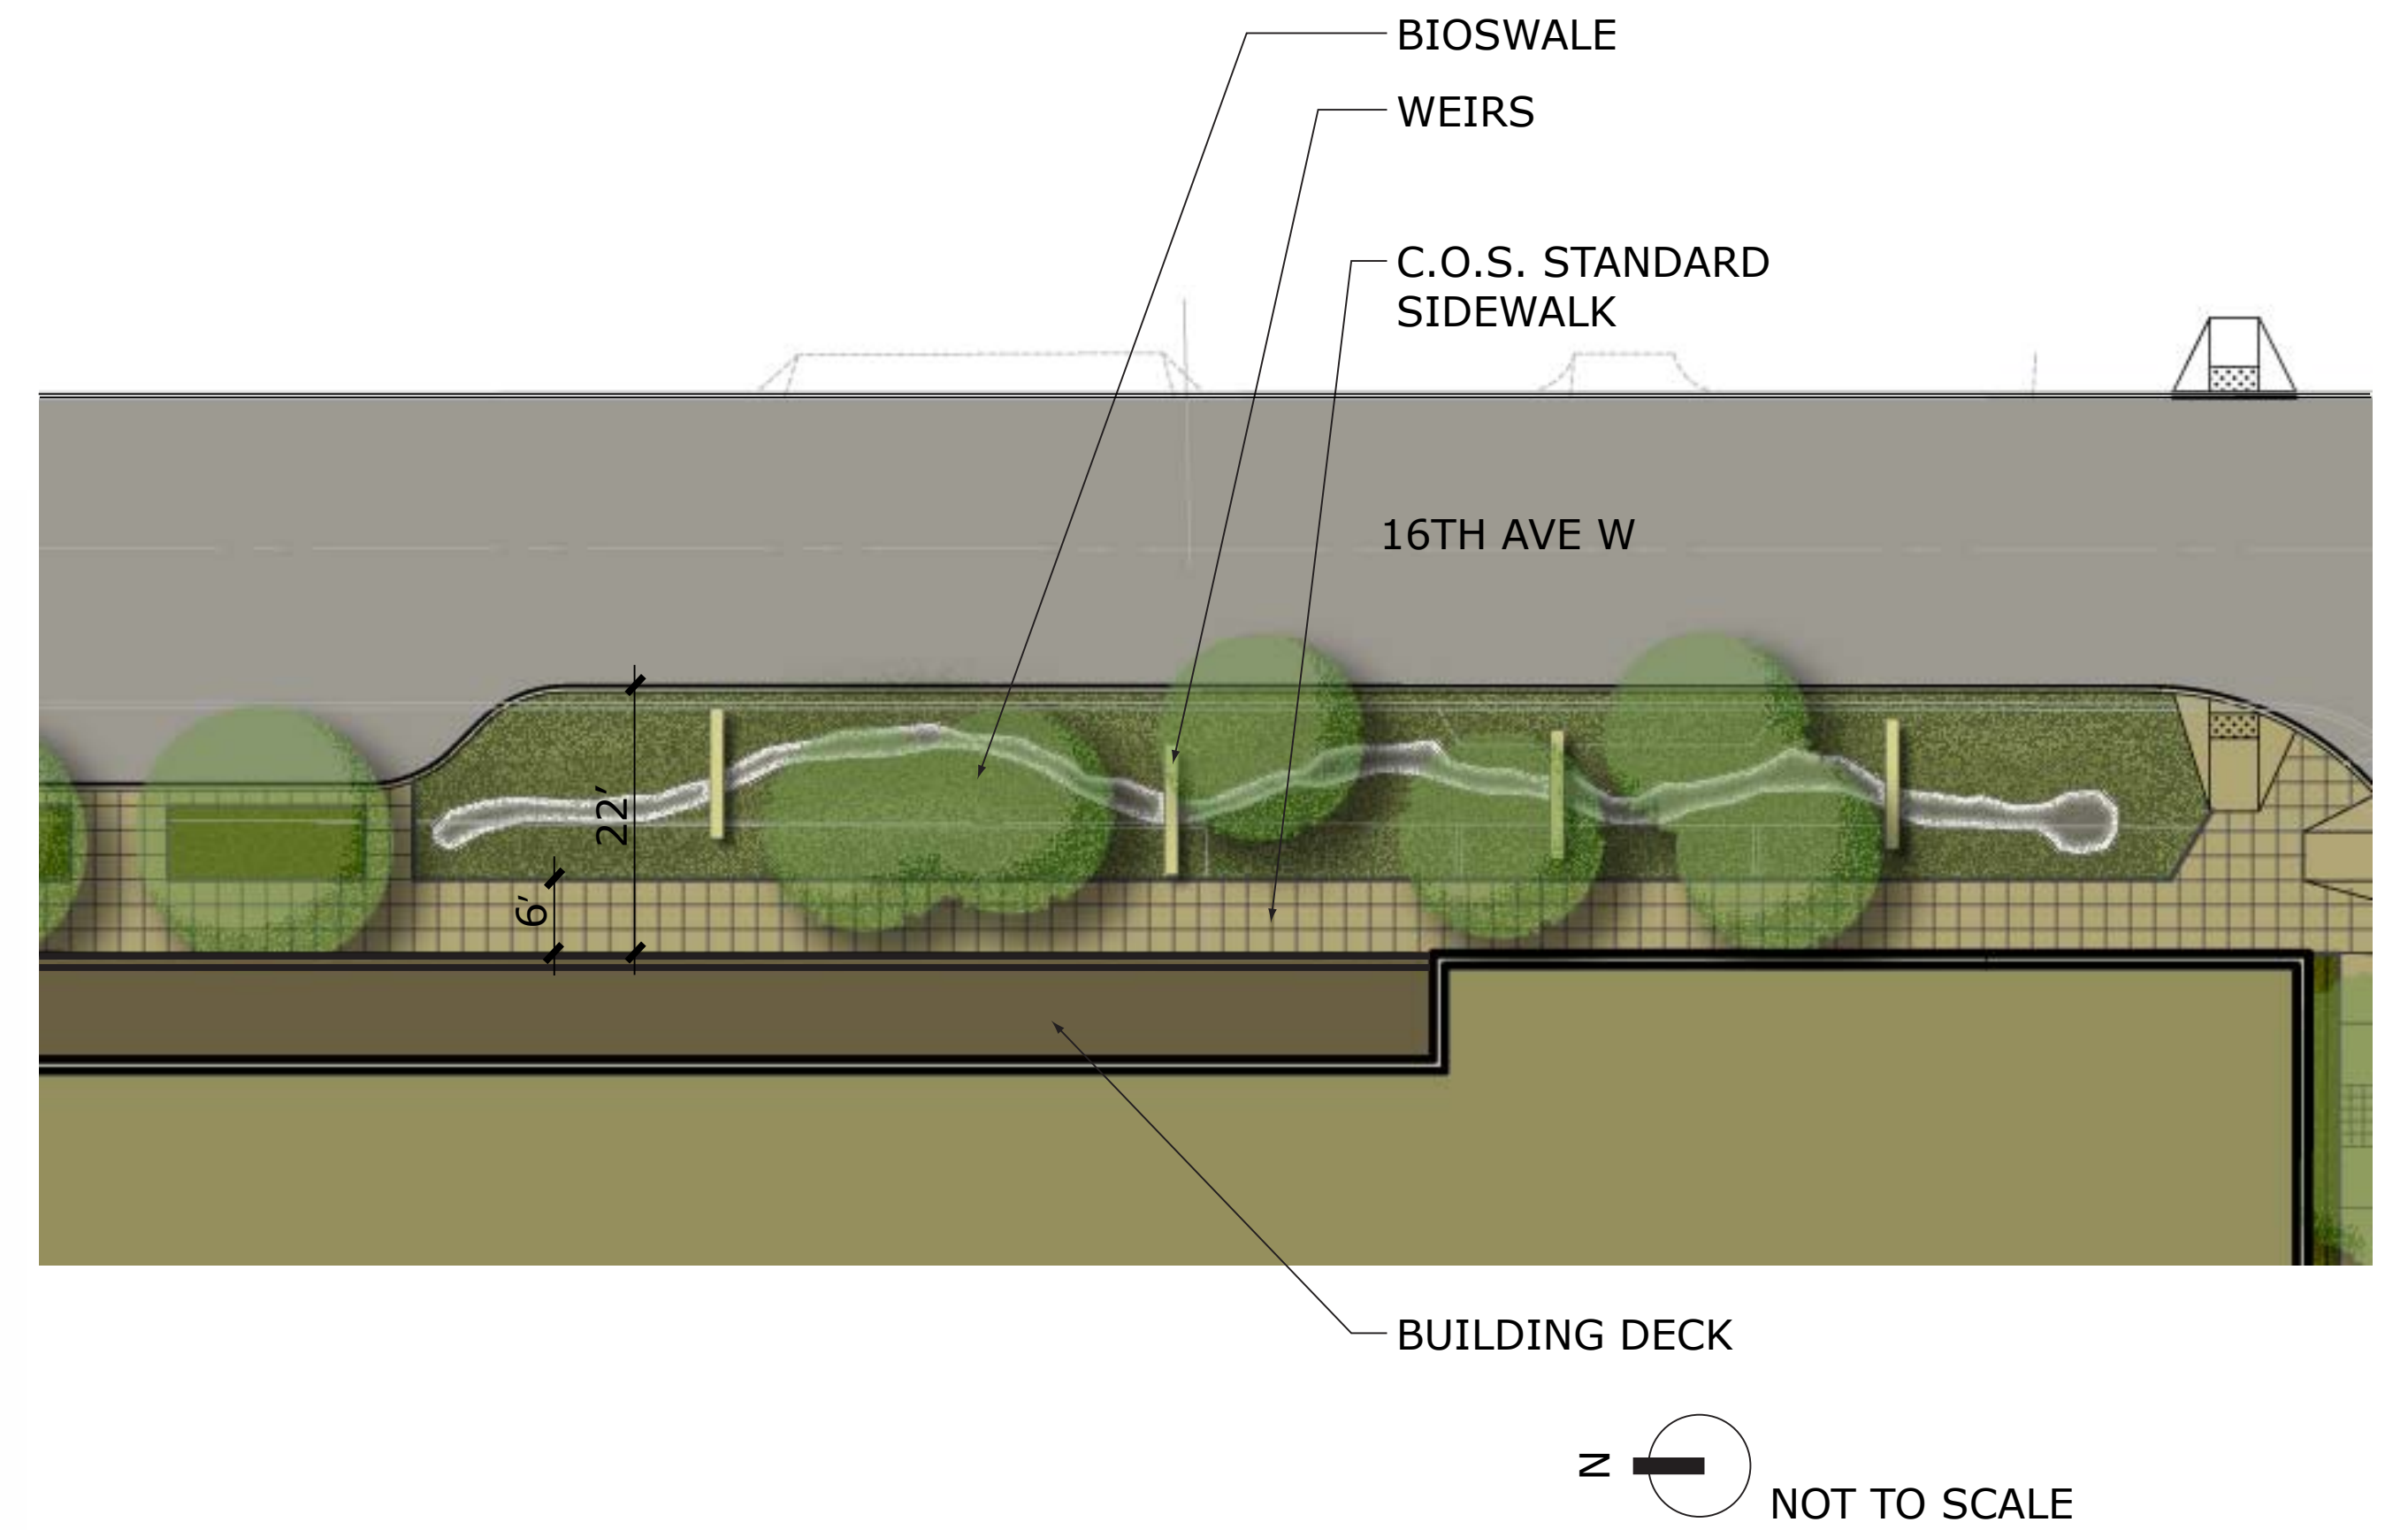 BIOSWALE
WEIRS
C.O.S. STANDARD
SIDEWALK
16TH AVE W
22'
6'
BUILDING DECK
N
NOT TO SCALE